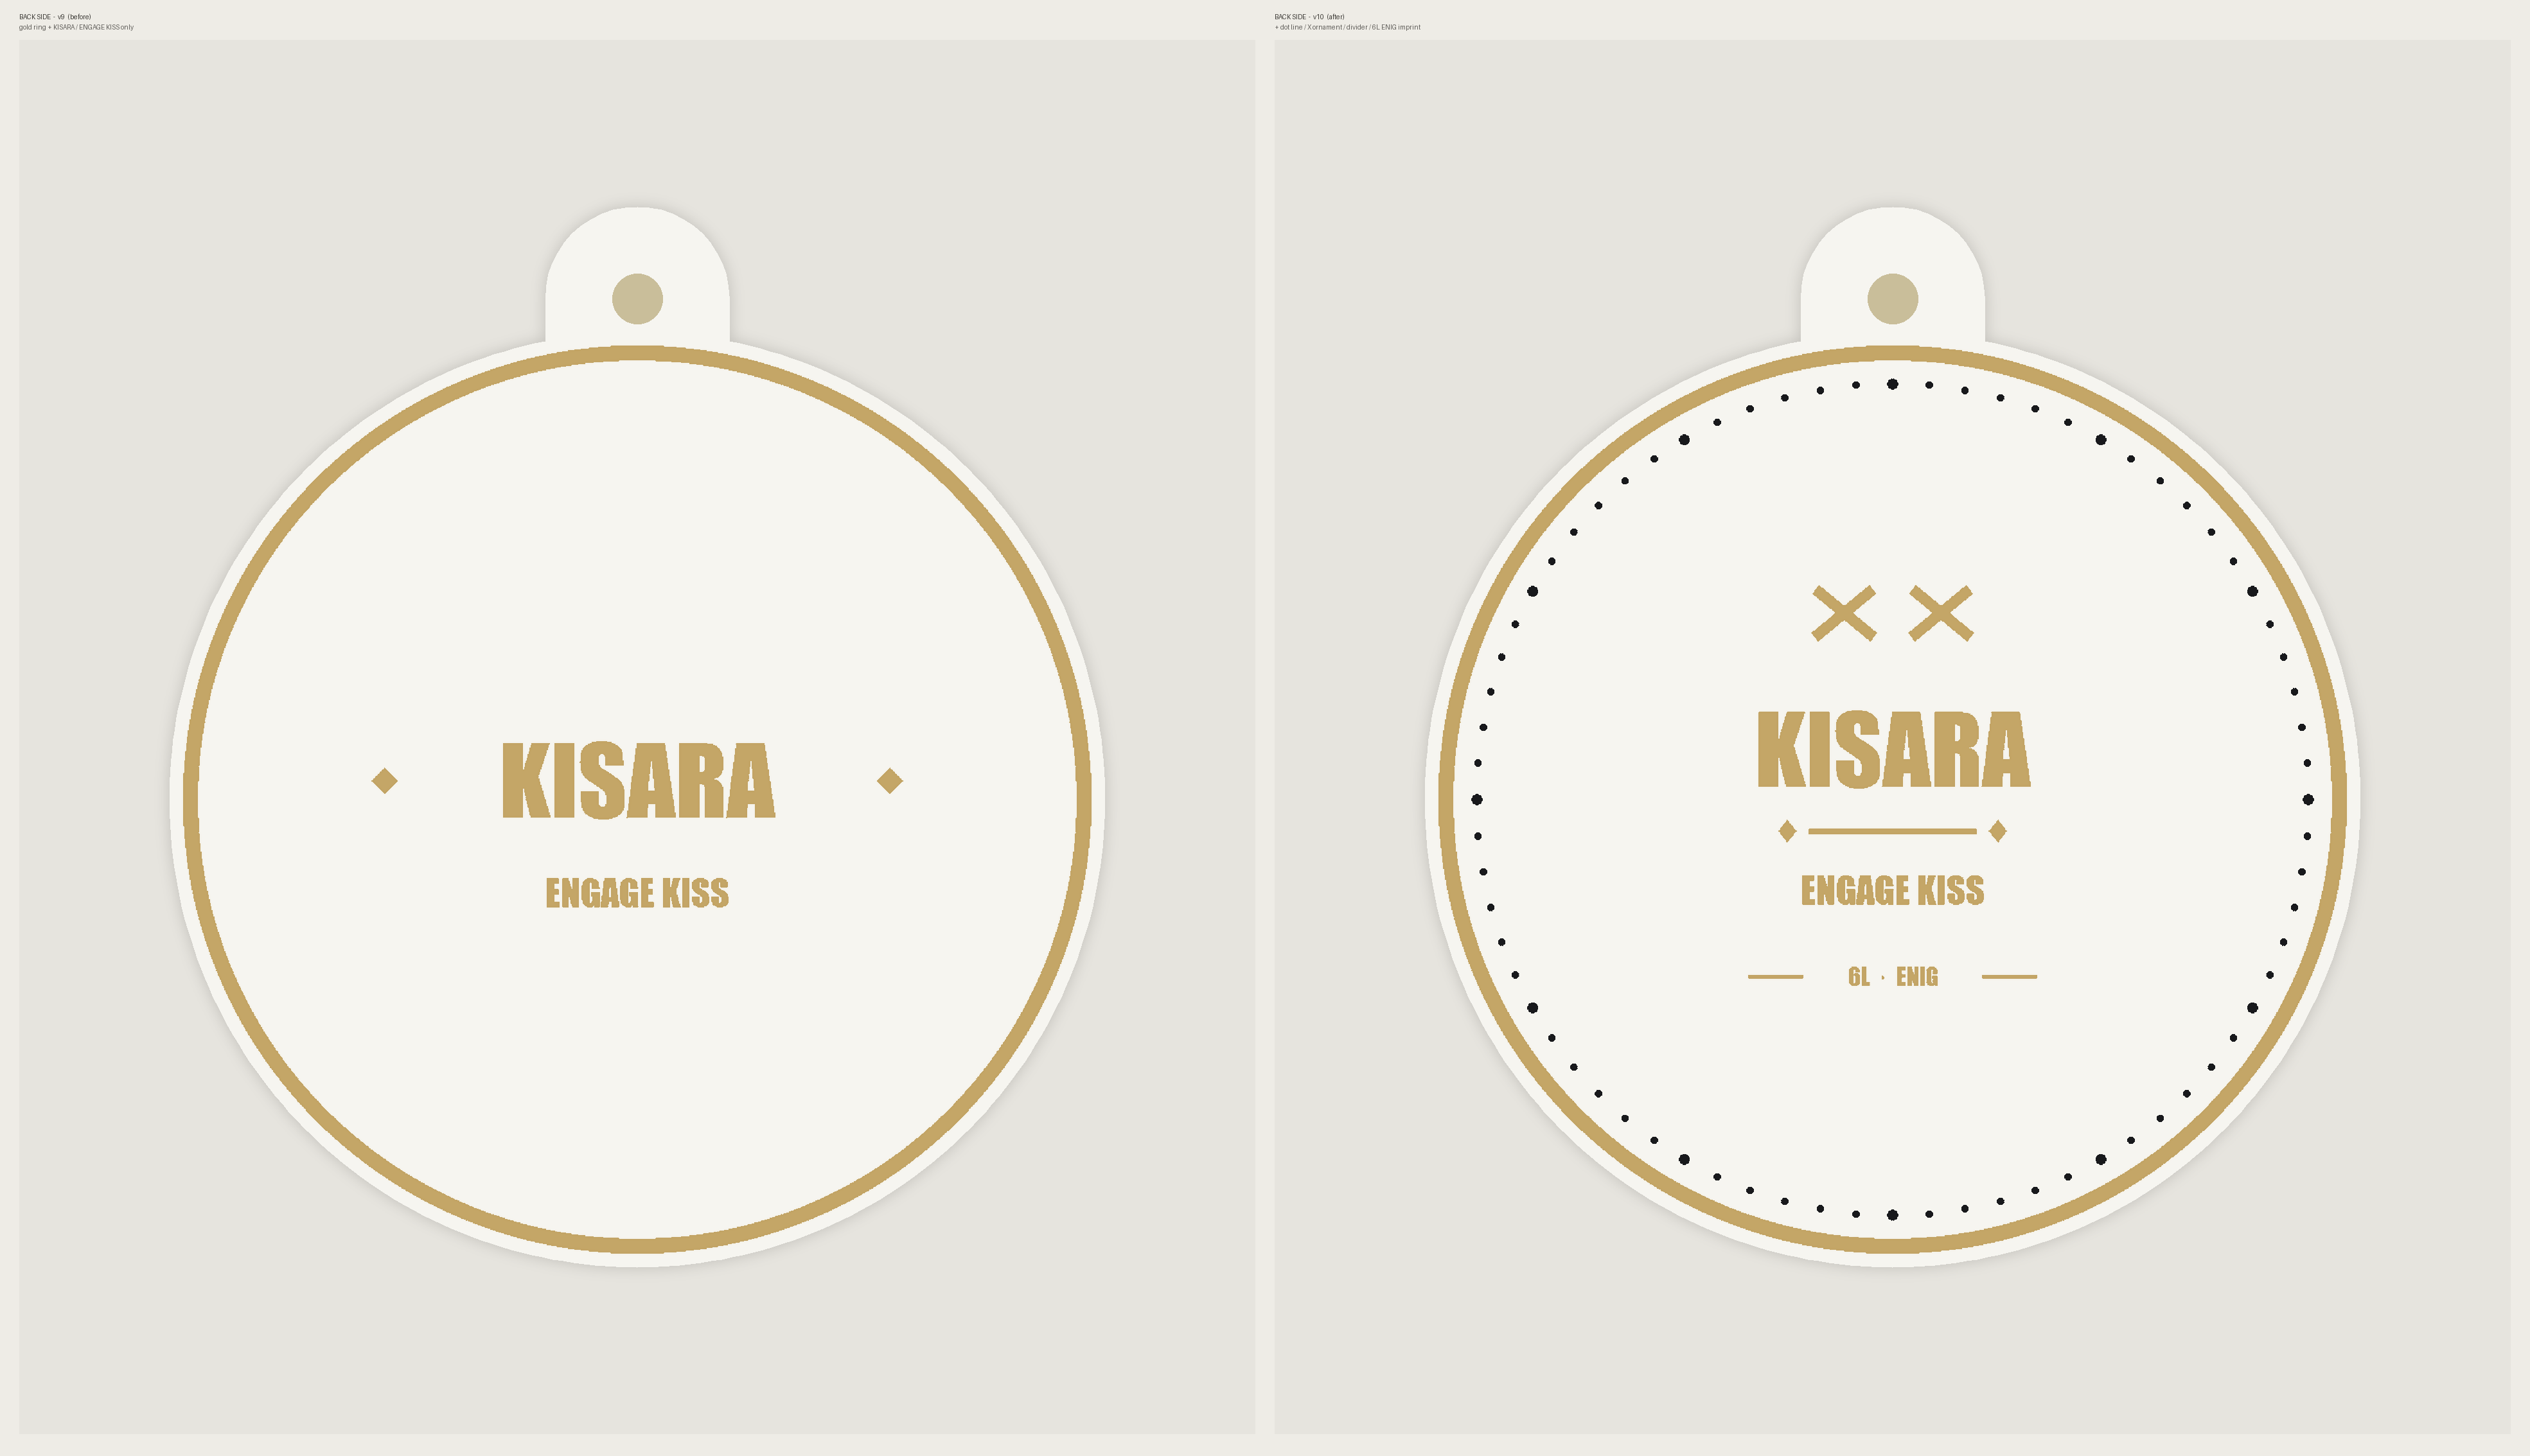 BACK SIDE - v9 (before)
gold ring + KISARA / ENGAGE KISS only
KISARA
ENGAGE KISS
BACK SIDE - v10 (after)
+ dot line / X ornament / divider / 6L ENIG imprint
KISARA
ENGAGE KISS
6L · ENIG